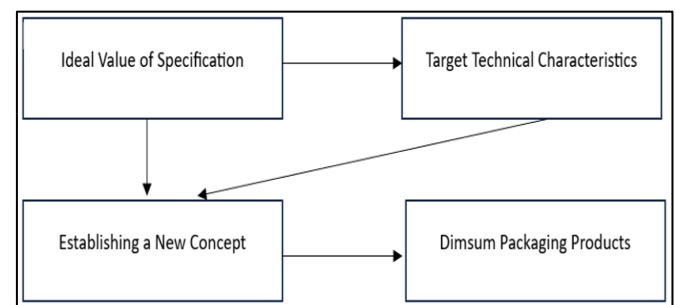 Ideal Value of Specification
Target Technical Characteristics
Establishing a New Concept
Dimsum Packaging Products